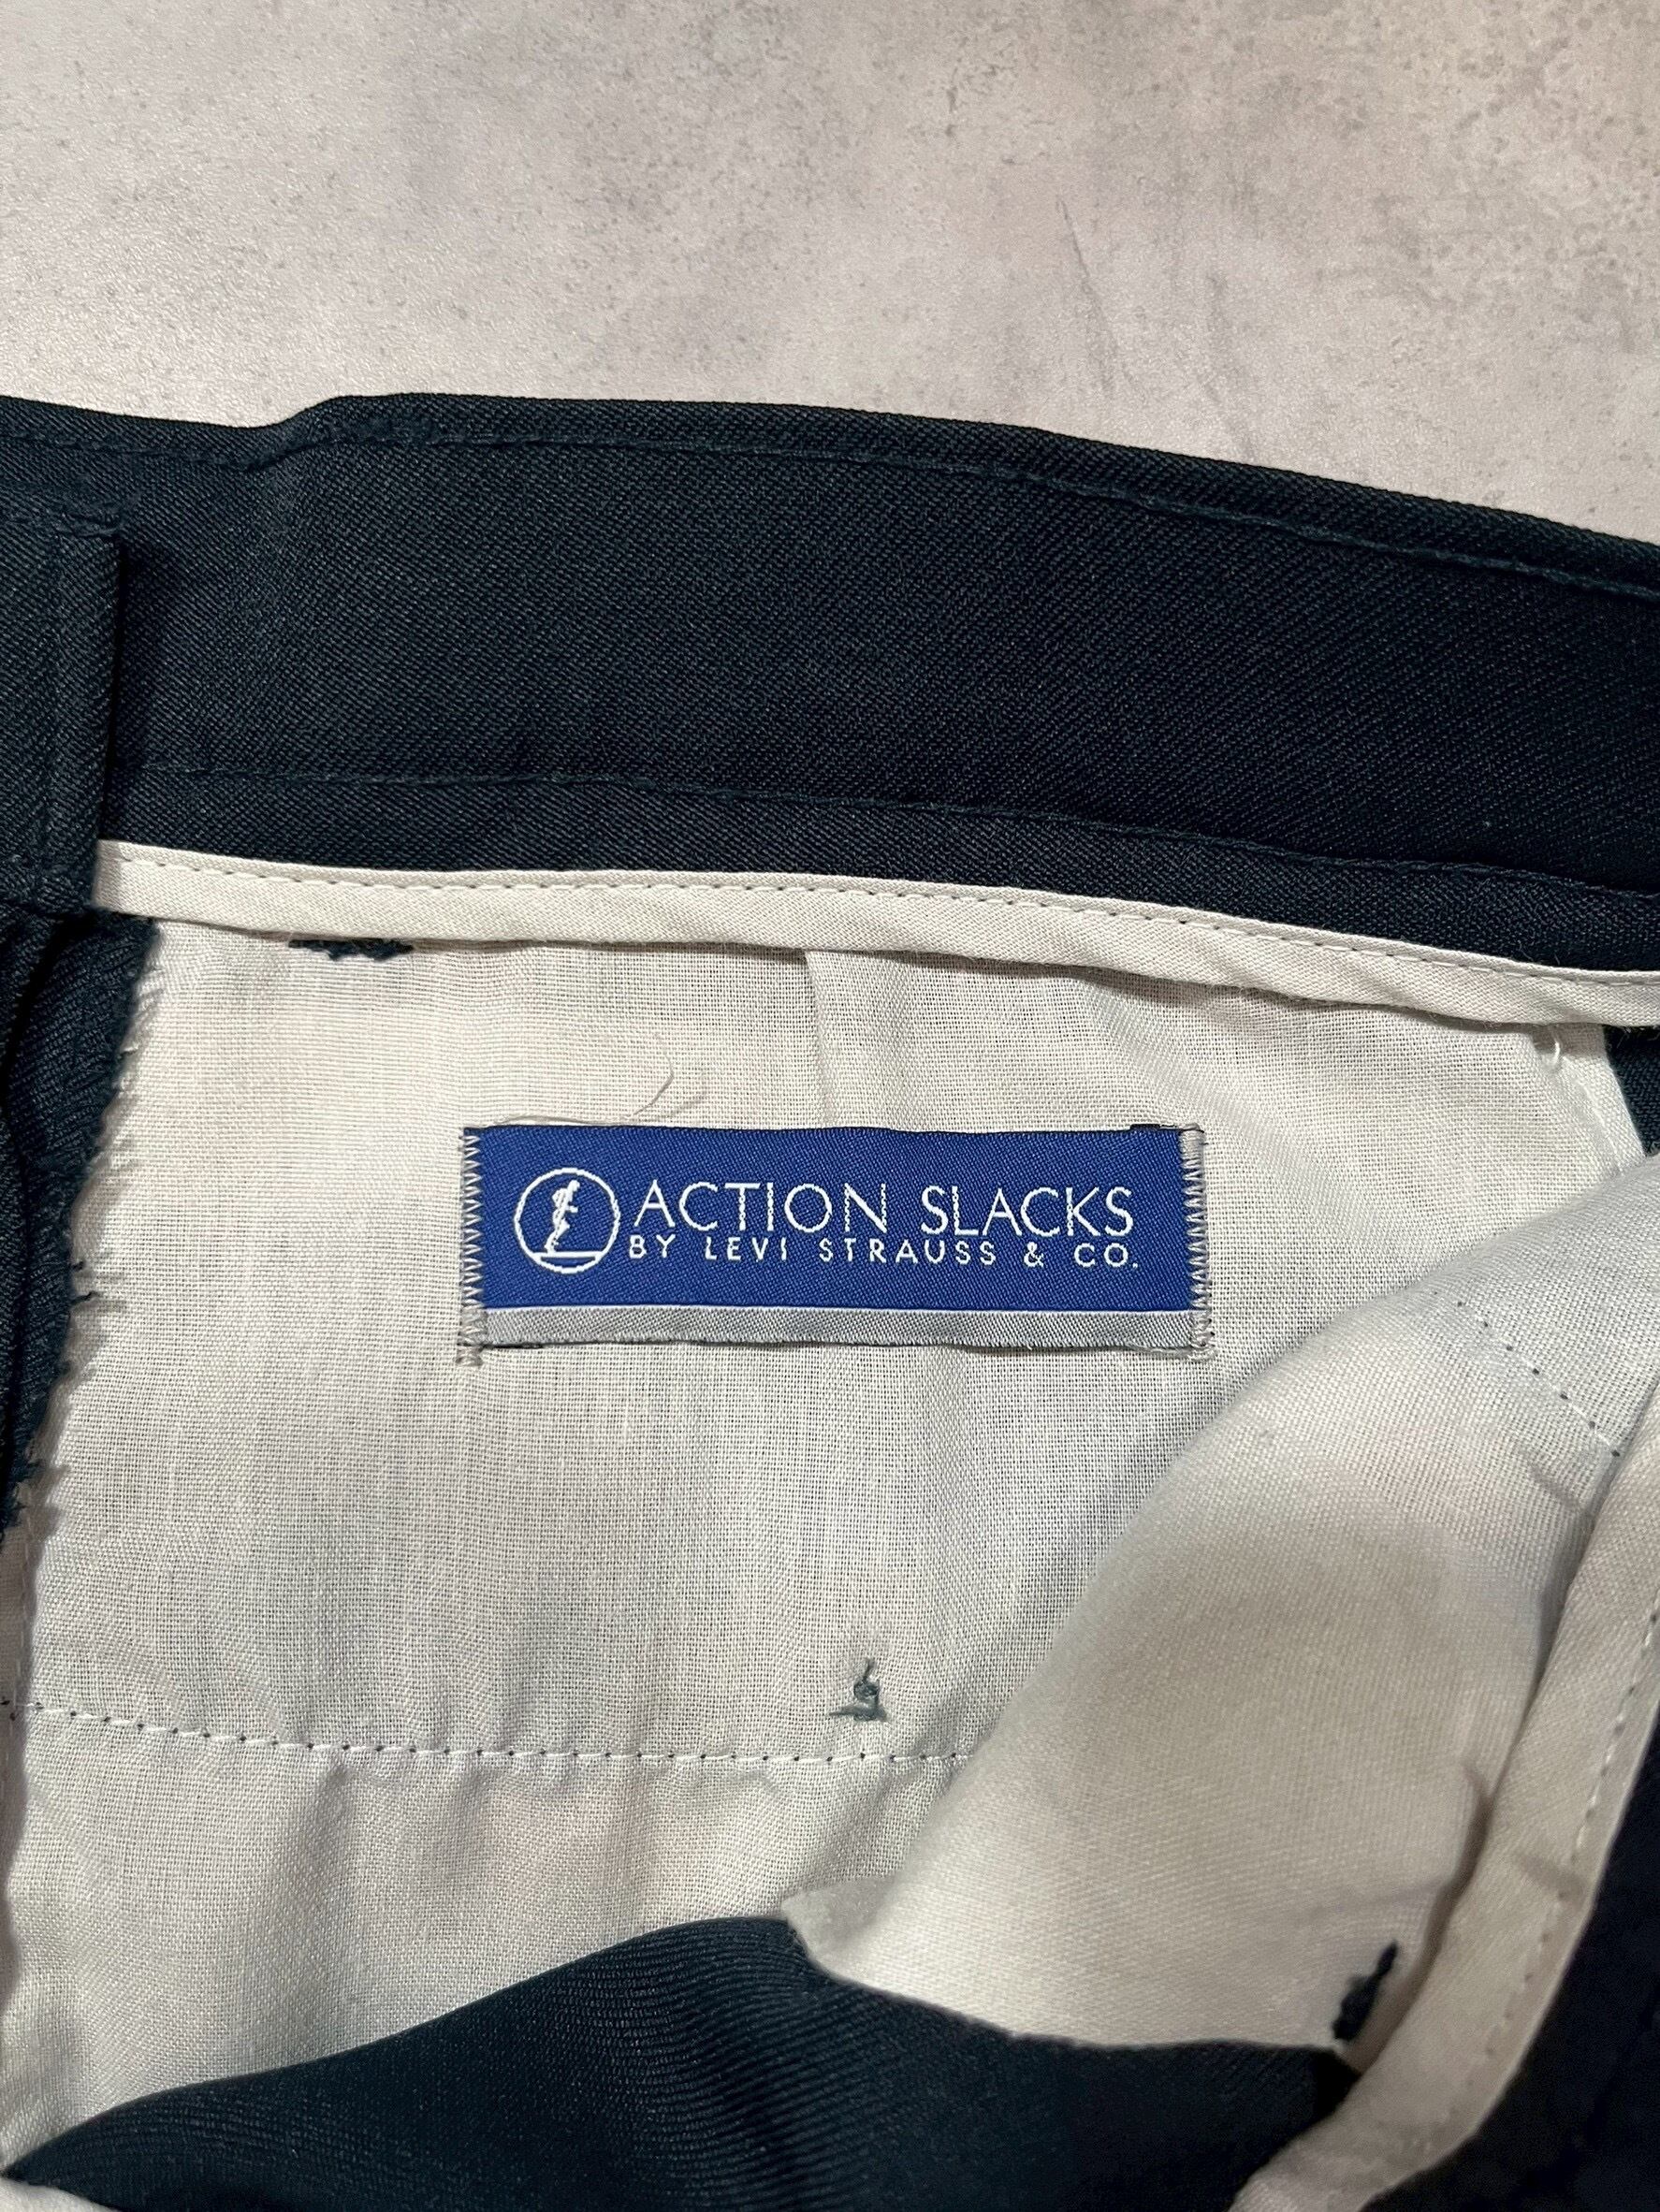 ACTION SLACKS
BY LEVI STRAUSS & CO.